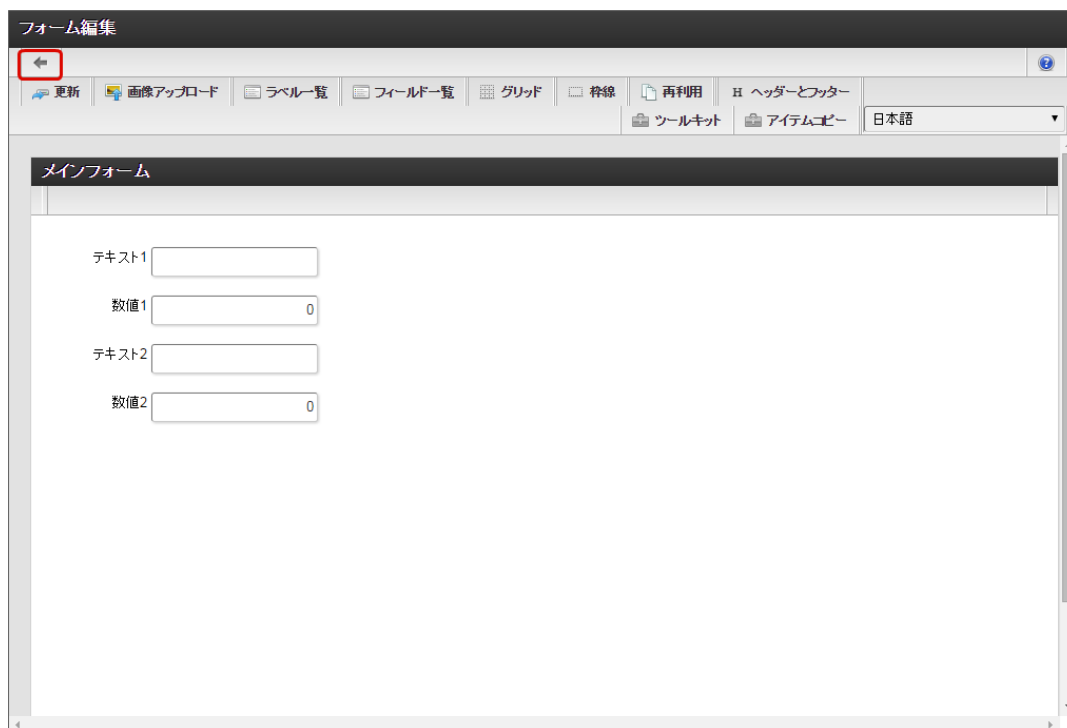 フォーム編集
更新 画像アップロード ラベル一覧 フィールド一覧 グリッド 枠線 再利用 H ヘッダーとフッター
ツールキット アイテムコピー 日本語
メインフォーム
テキスト1
数値1 0
テキスト2
数値2 0